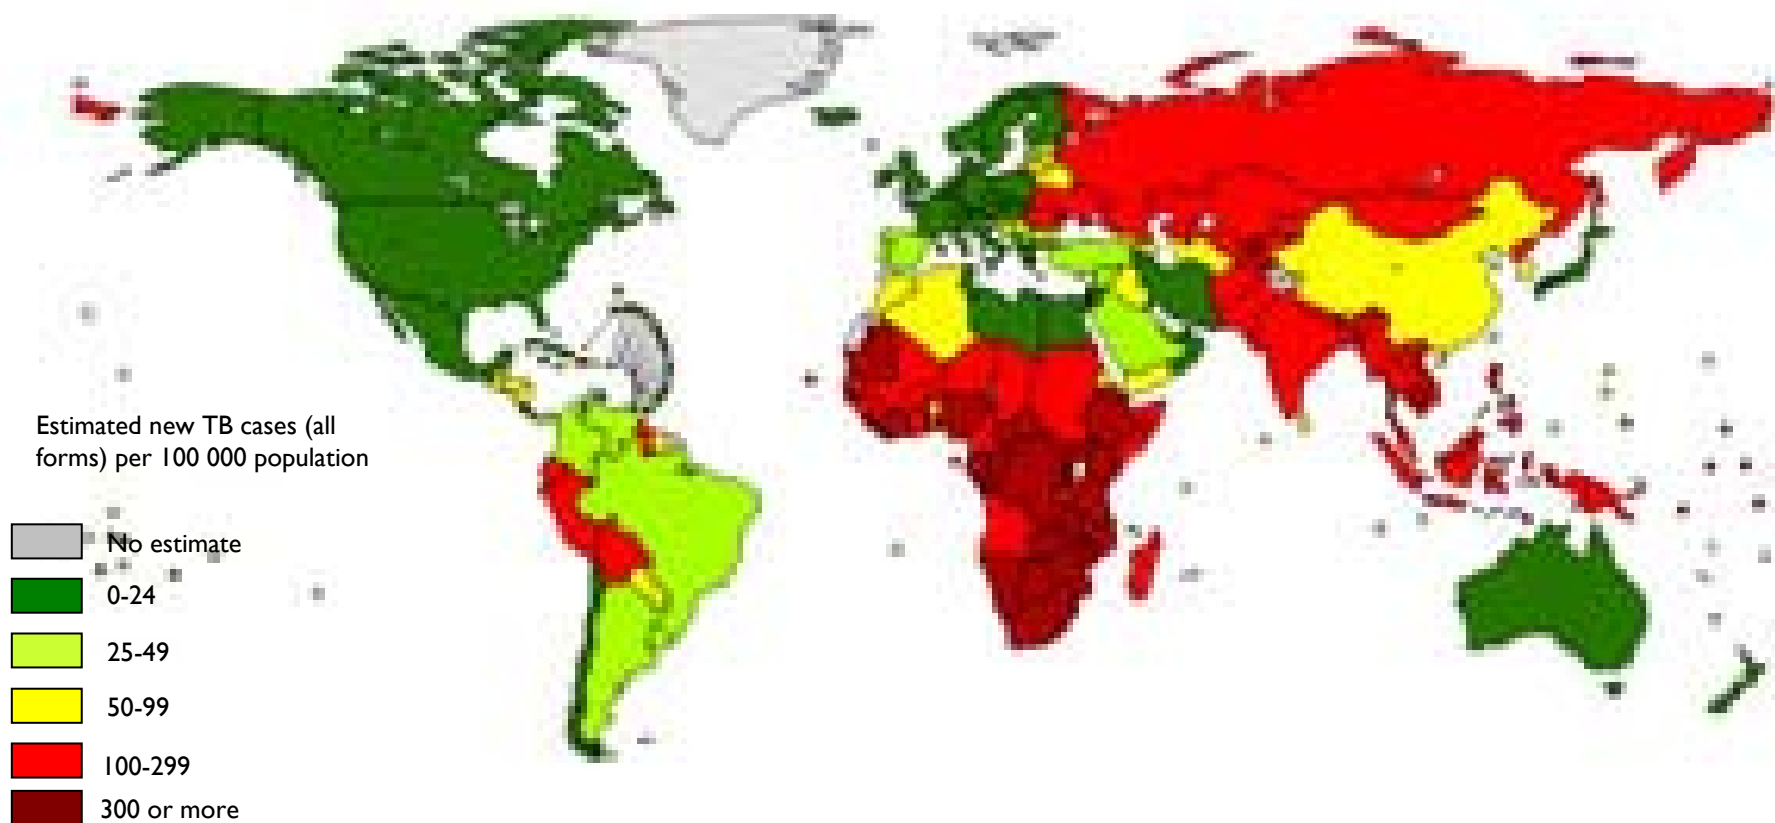 Estimated new TB cases (all
forms) per 100 000 population
No estimate
0-24
25-49
50-99
100-299
300 or more